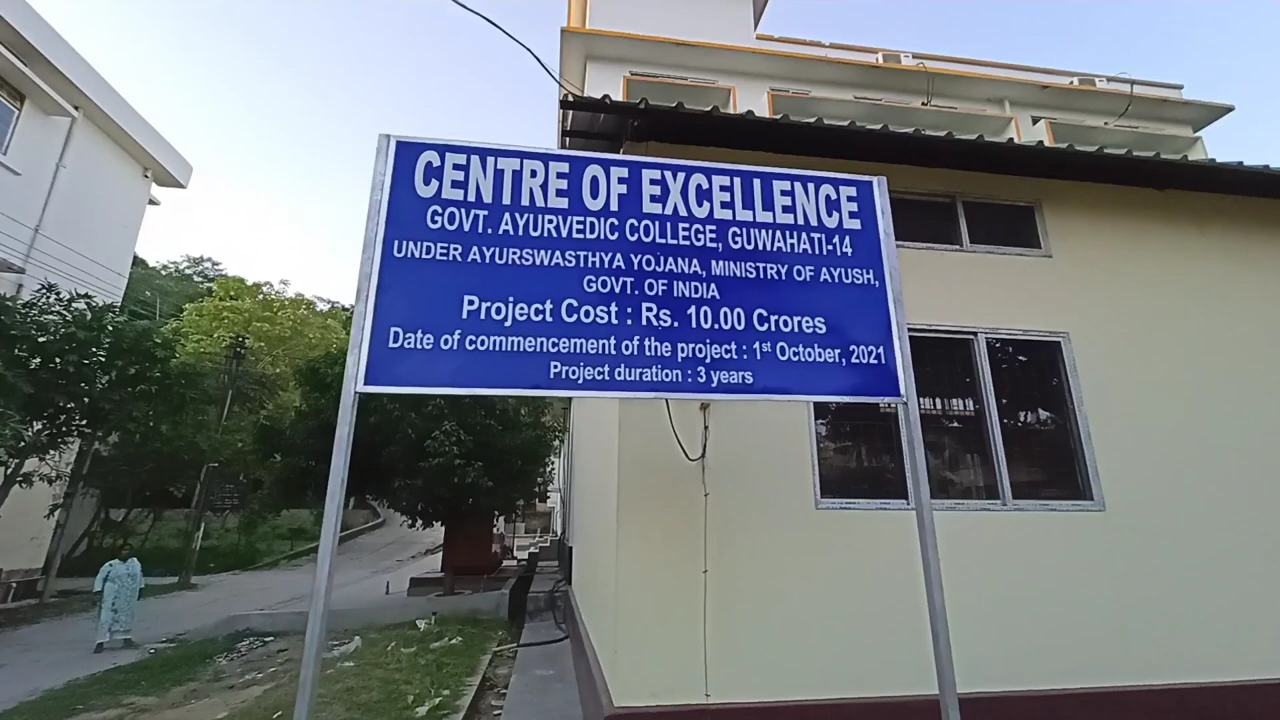 CENTRE OF EXCELLENCE
GOVT. AYURVEDIC COLLEGE, GUWAHATI-14
UNDER AYURSWASTHYA YOJANA, MINISTRY OF AYUSH,
GOVT. OF INDIA
Project Cost : Rs. 10.00 Crores
Date of commencement of the project : 1st October, 2021
Project duration : 3 years